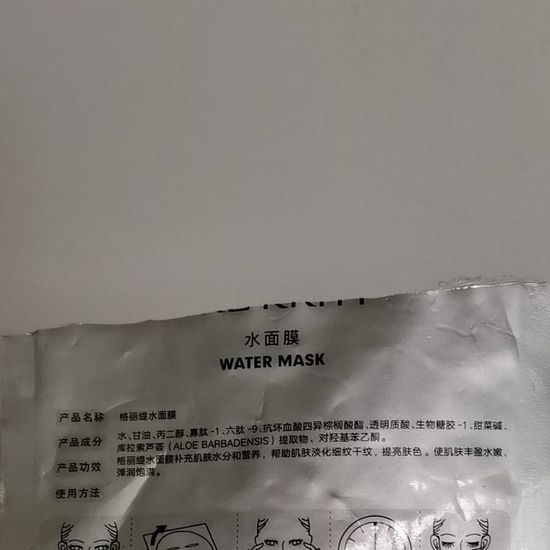 水面膜
WATER MASK
产品名称 格丽缇水面膜
产品成分 水、甘油、丙二醇、寡肽-1、六肽-9、抗坏血酸四异棕榈酸酯、透明质酸、生物糖胶-1、甜菜碱、
库拉索芦荟（ALOE BARBADENSIS）提取物、对羟基苯乙酮。
产品功效 格丽缇水面膜补充肌肤水分和营养，帮助肌肤淡化细纹干纹，提亮肤色。使肌肤丰盈水嫩、
弹润饱满。
使用方法